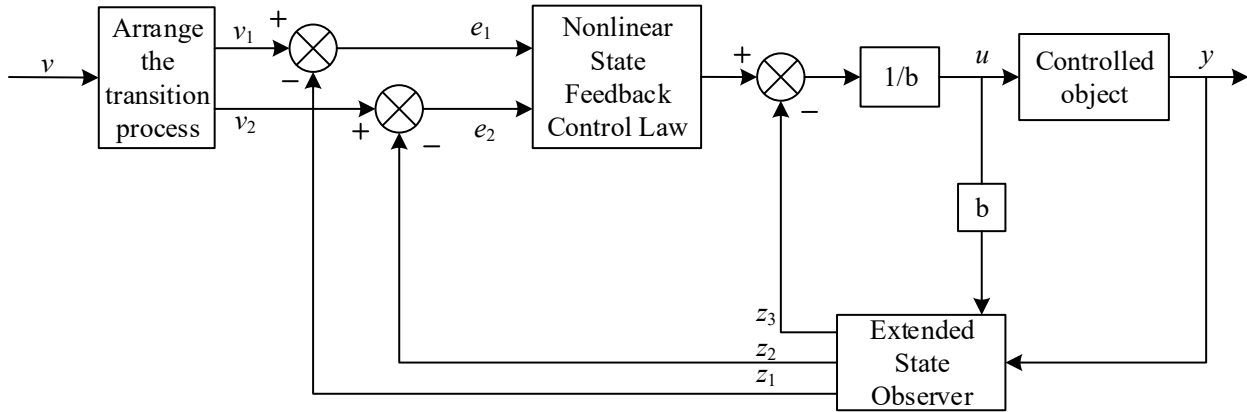 v
Arrange
the
transition
process
v1
v2
+
−
+
−
e1
e2
Nonlinear
State
Feedback
Control Law
+
−
1/b
u
Controlled
object
y
b
z3
z2
z1
Extended
State
Observer